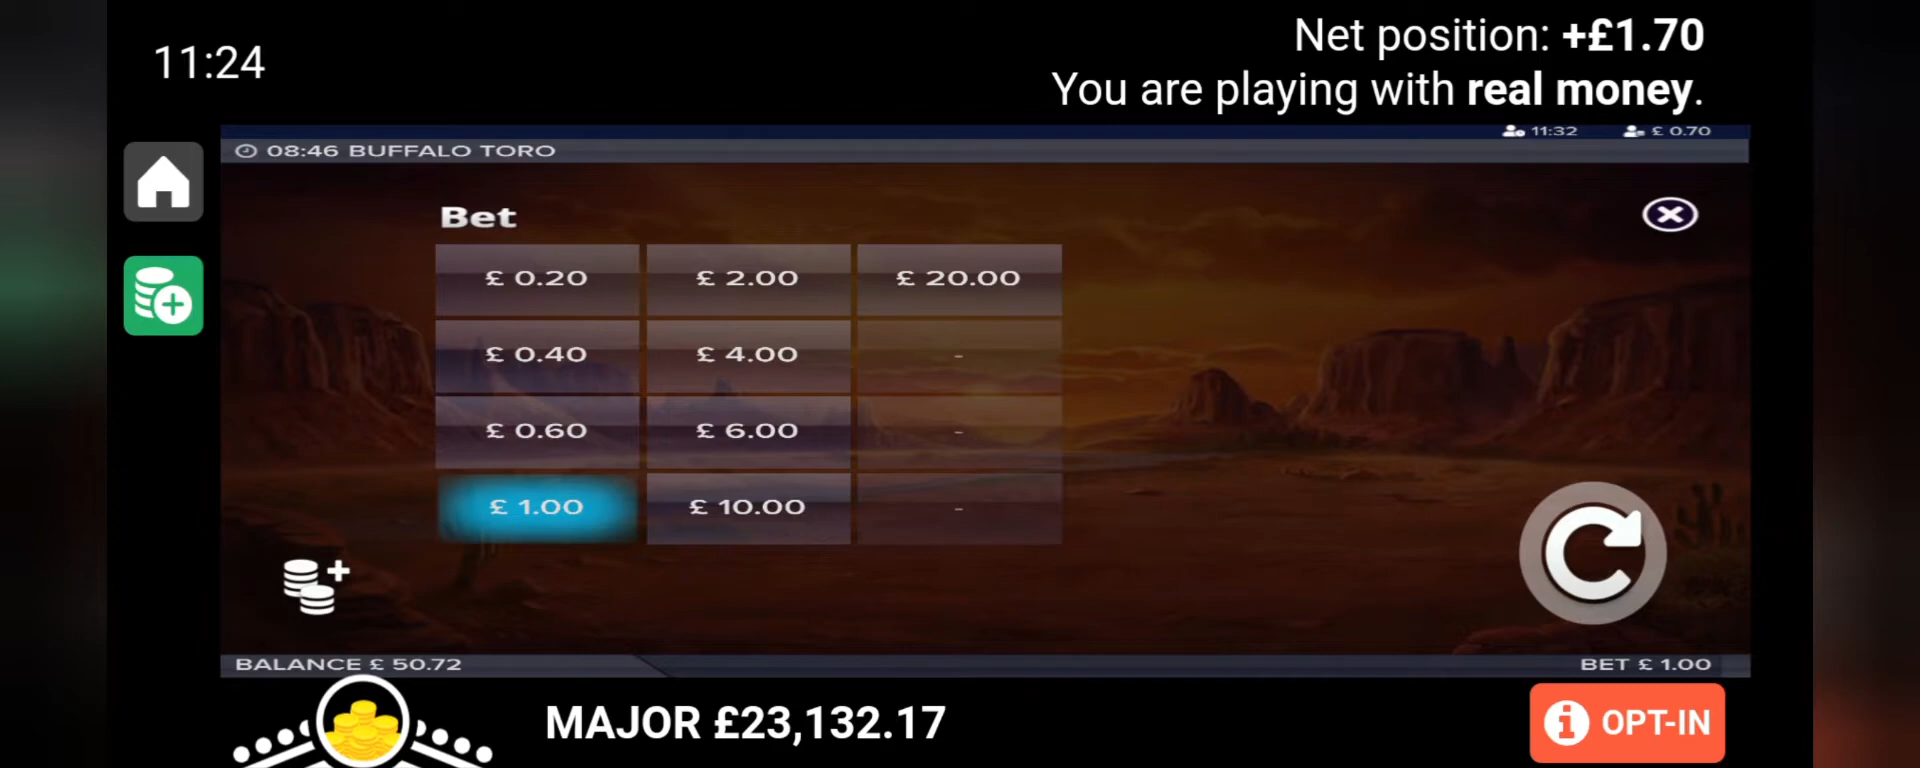 11:24
Net position: +£1.70
You are playing with real money.
11:32 £ 0.70
08:46 BUFFALO TORO
Bet
£ 0.20 £ 2.00 £ 20.00
£ 0.40 £ 4.00 -
£ 0.60 £ 6.00 -
£ 1.00 £ 10.00 -
BALANCE £ 50.72
BET £ 1.00
MAJOR £23,132.17
OPT-IN